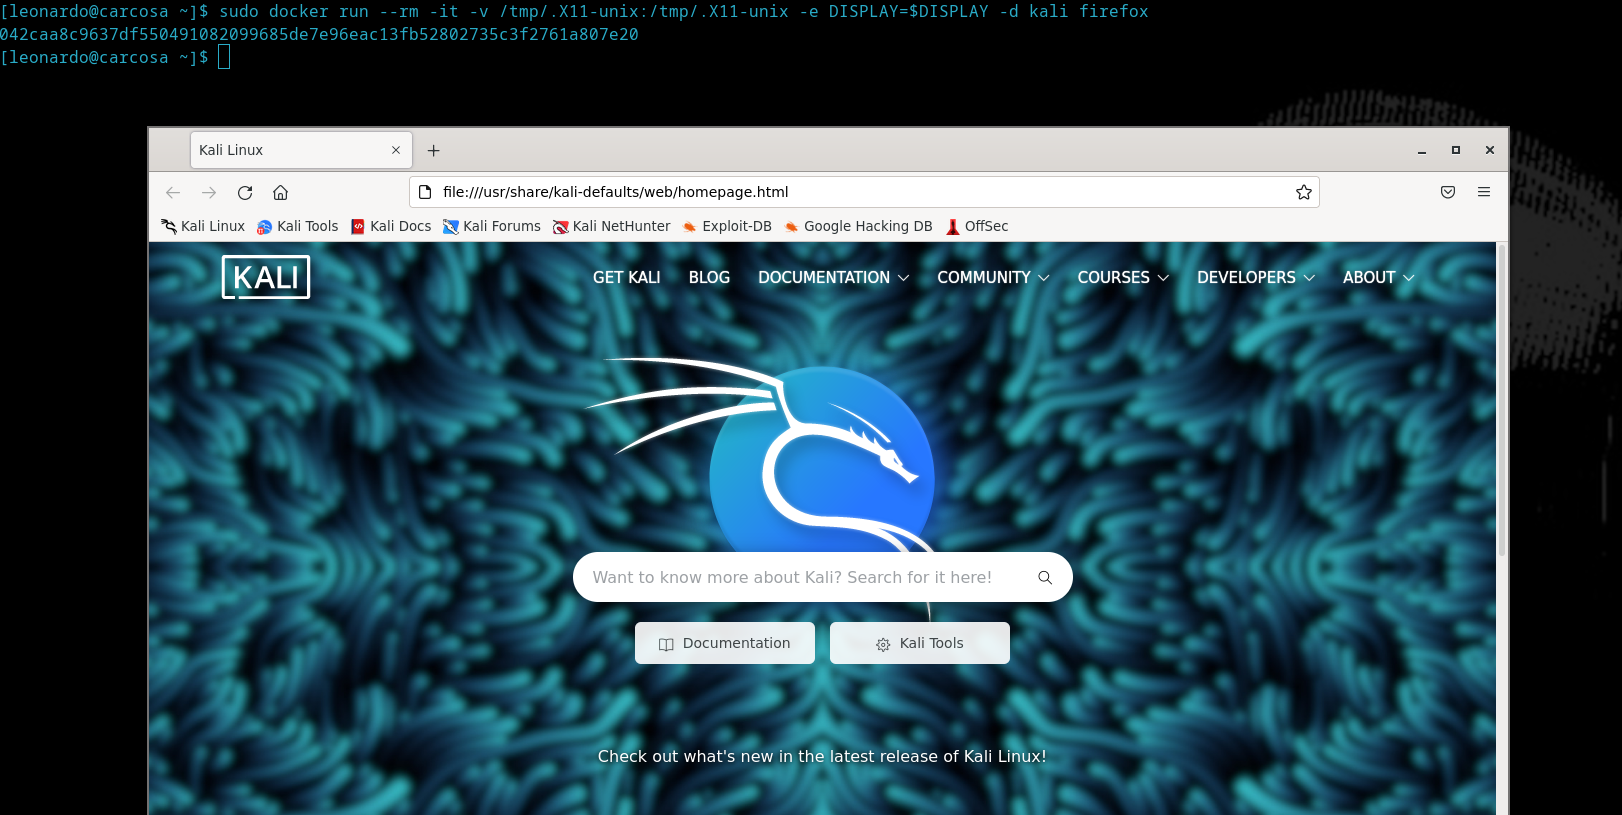 [leonardo@carcosa ~]$ sudo docker run --rm -it -v /tmp/.X11-unix:/tmp/.X11-unix -e DISPLAY=$DISPLAY -d kali firefox
042caa8c9637df550491082099685de7e96eac13fb52802735c3f2761a807e20
[leonardo@carcosa ~]$
Kali Linux
file:///usr/share/kali-defaults/web/homepage.html
Kali Linux Kali Tools Kali Docs Kali Forums Kali NetHunter Exploit-DB Google Hacking DB OffSec
KALI GET KALI BLOG DOCUMENTATION COMMUNITY COURSES DEVELOPERS ABOUT
Want to know more about Kali? Search for it here!
Documentation Kali Tools
Check out what's new in the latest release of Kali Linux!